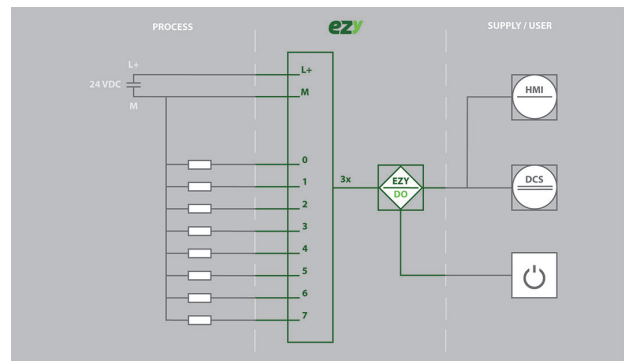 PROCESS
ezy
SUPPLY / USER
L+
24 VDC
M
L+
M
0
1
2
3
4
5
6
7
3x
EZY
DO
HMI
DCS